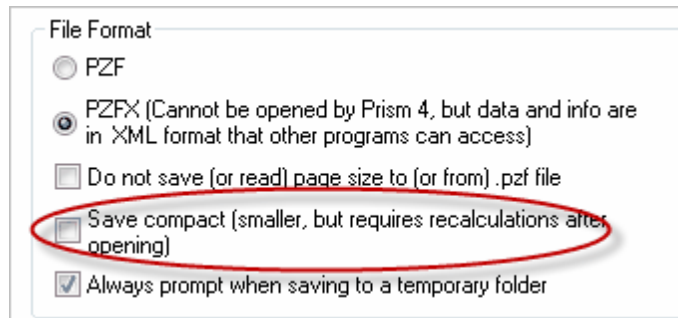 File Format
PZF
PZFX (Cannot be opened by Prism 4, but data and info are
in XML format that other programs can access)
Do not save (or read) page size to (or from) .pzf file
Save compact (smaller, but requires recalculations after
opening)
Always prompt when saving to a temporary folder